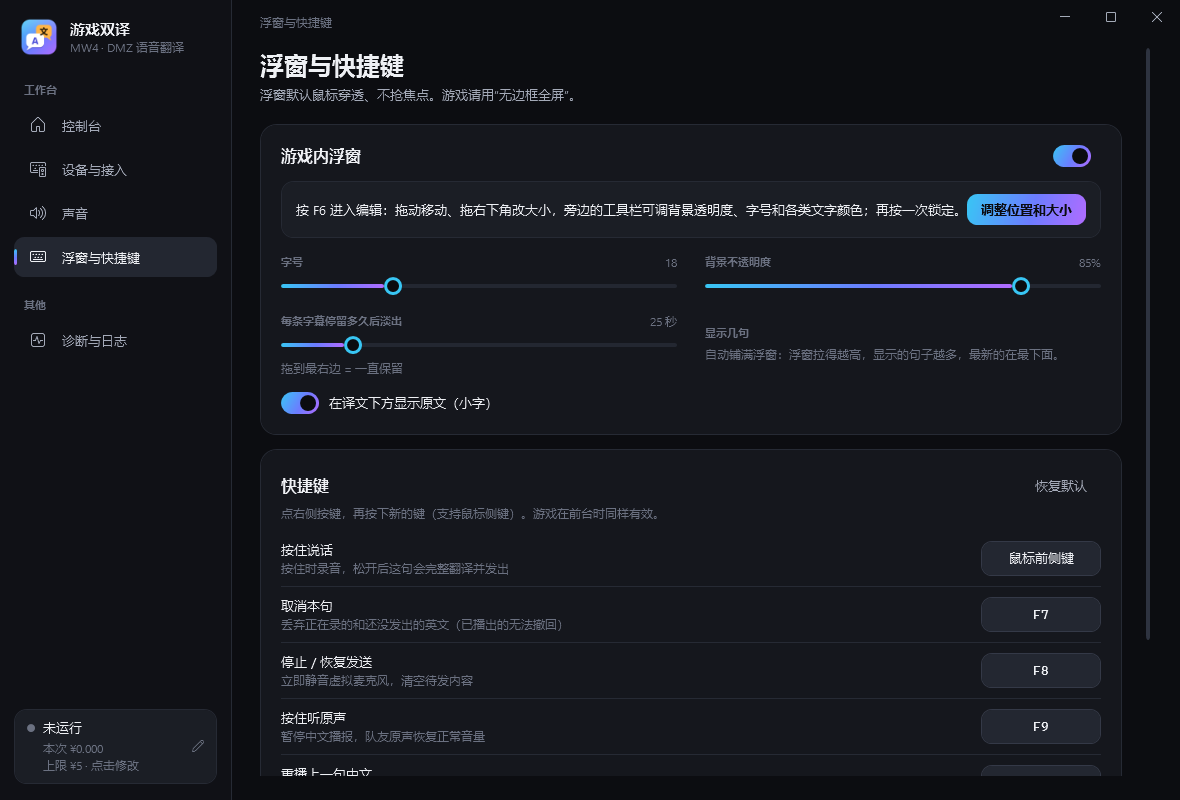 游戏双译
MW4 · DMZ 语音翻译
工作台
控制台
设备与接入
声音
浮窗与快捷键
其他
诊断与日志
未运行
本次 ¥0.000
上限 ¥5 · 点击修改
浮窗与快捷键
浮窗与快捷键
浮窗默认鼠标穿透、不抢焦点。游戏请用"无边框全屏"。
游戏内浮窗
按 F6 进入编辑：拖动移动、拖右下角改大小，旁边的工具栏可调背景透明度、字号和各类文字颜色；再按一次锁定。
调整位置和大小
字号 18
背景不透明度 85%
每条字幕停留多久后淡出 25 秒
拖到最右边 = 一直保留
显示几句
自动铺满浮窗：浮窗拉得越高，显示的句子越多，最新的在最下面。
在译文下方显示原文（小字）
快捷键
恢复默认
点右侧按键，再按下新的键（支持鼠标侧键）。游戏在前台时同样有效。
按住说话
按住时录音，松开后这句会完整翻译并发出
鼠标前侧键
取消本句
丢弃正在录的和还没发出的英文（已播出的无法撤回）
F7
停止 / 恢复发送
立即静音虚拟麦克风，清空待发内容
F8
按住听原声
暂停中文播报，队友原声恢复正常音量
F9
重播上一句中文